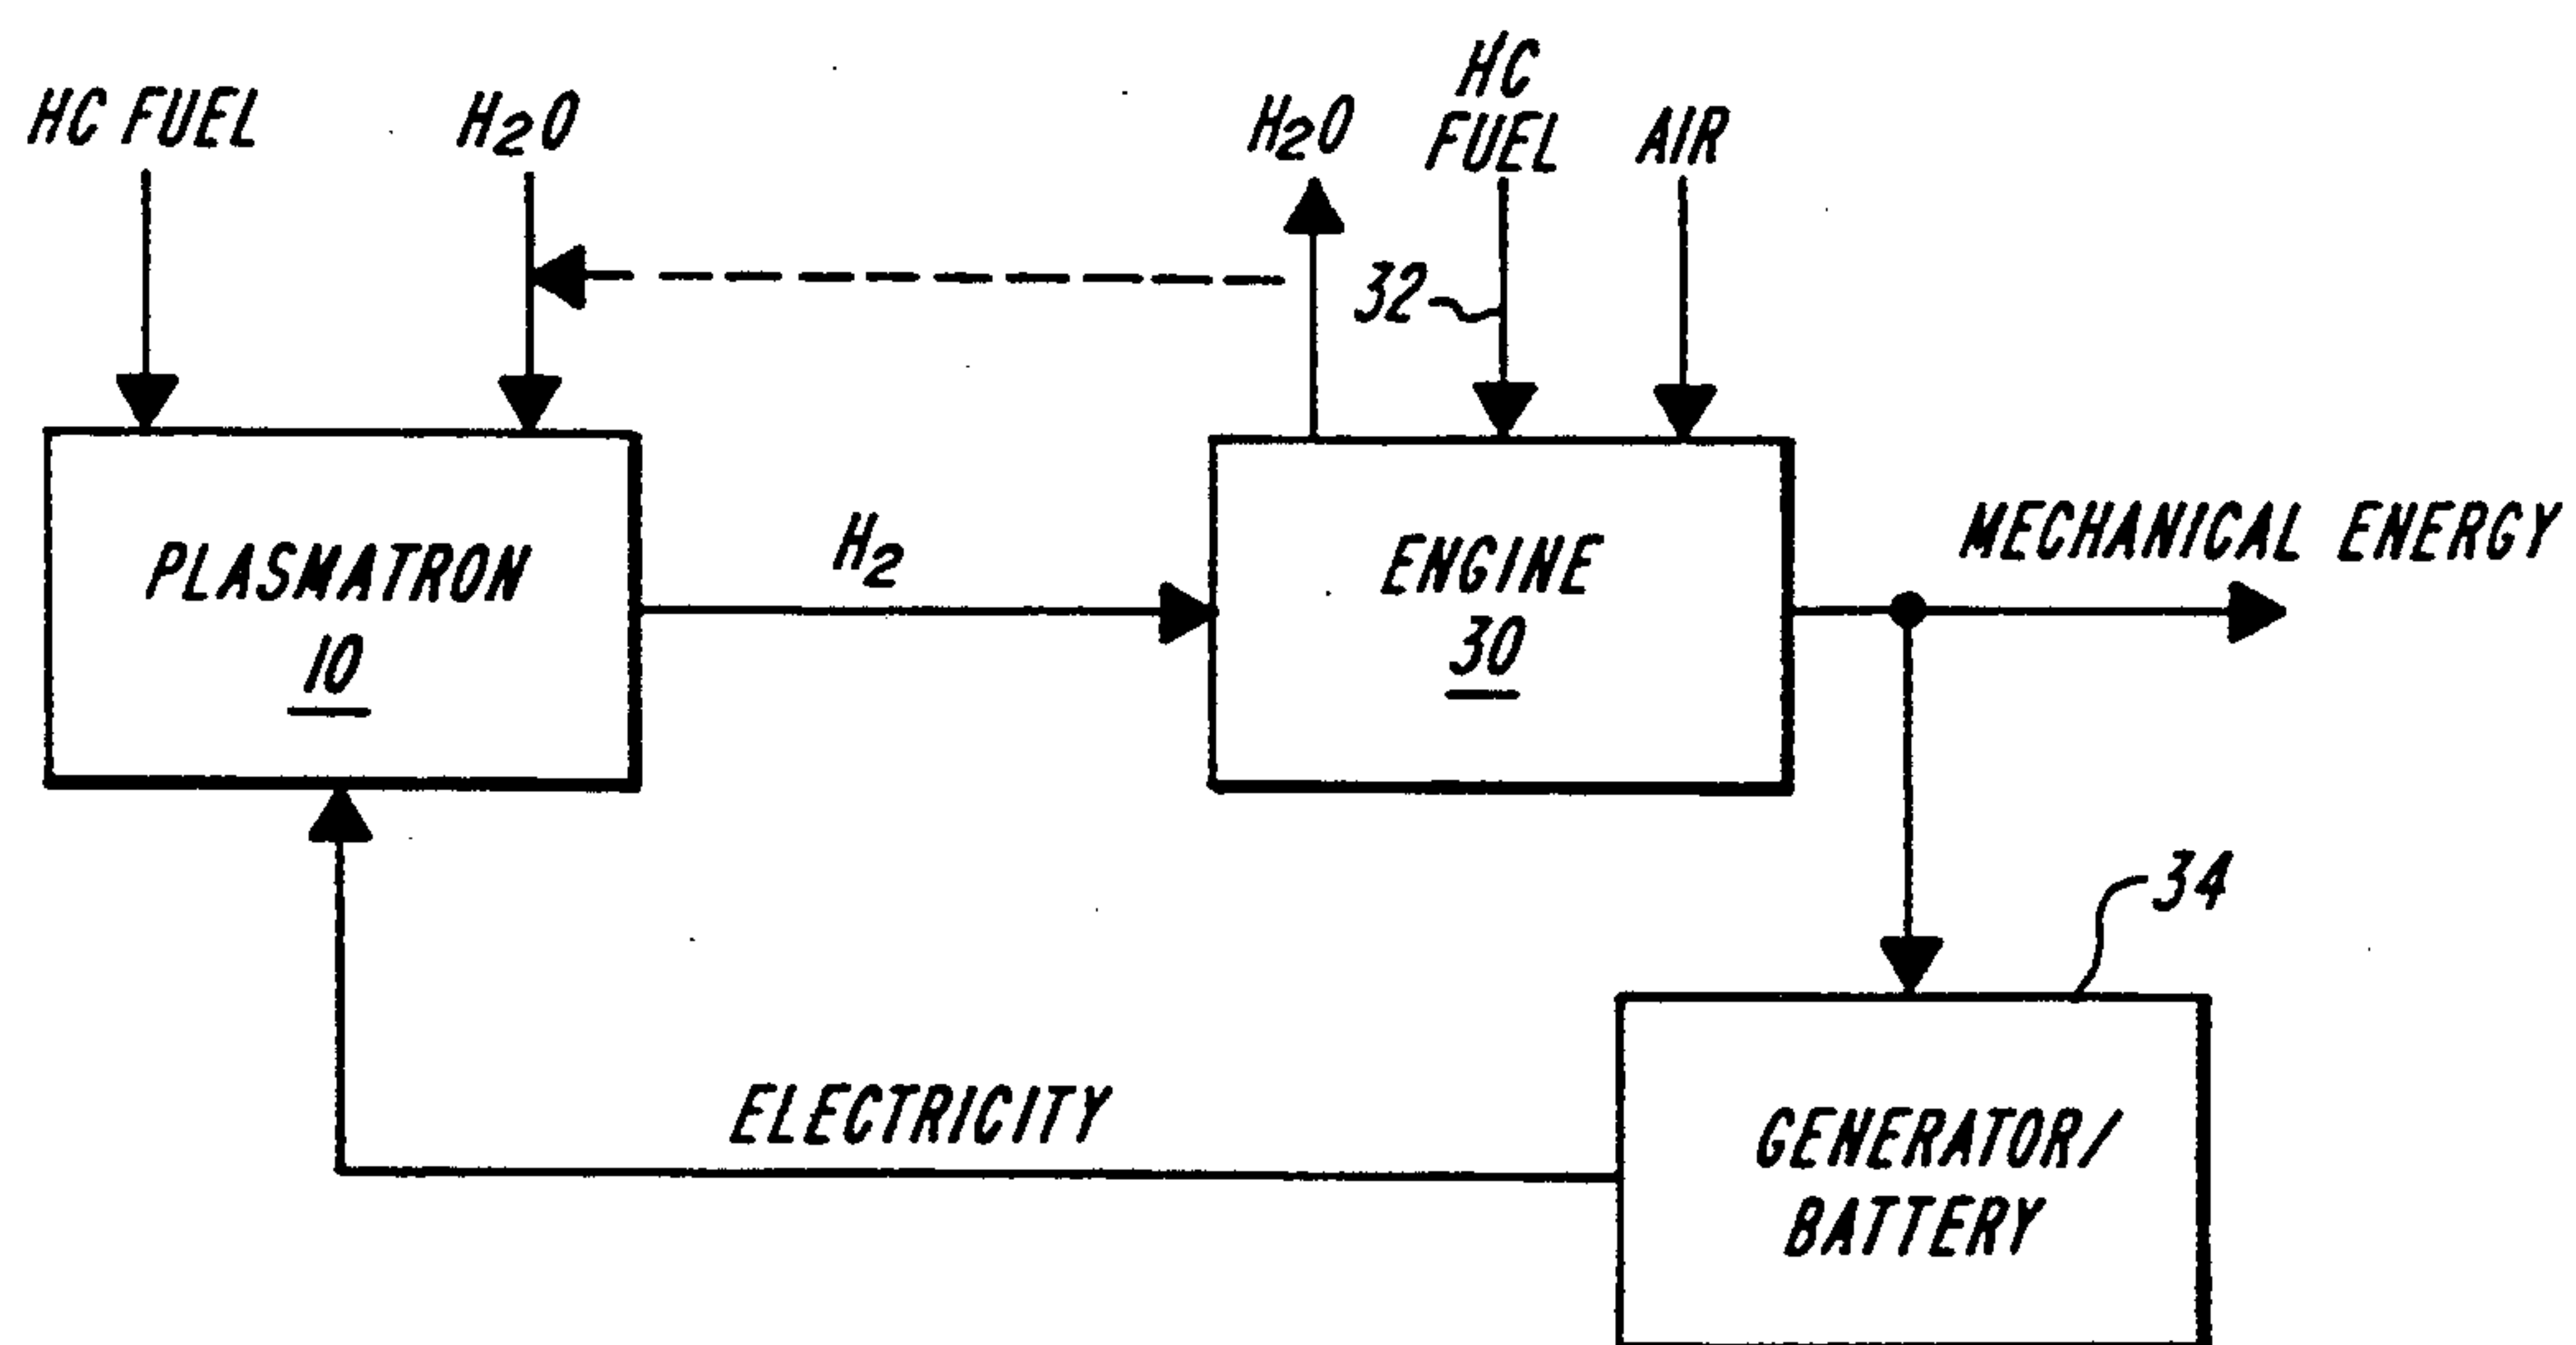 HC FUEL
H2O
H2O
HC
FUEL
AIR
32
PLASMATRON
10
H2
ENGINE
30
MECHANICAL ENERGY
34
ELECTRICITY
GENERATOR/
BATTERY